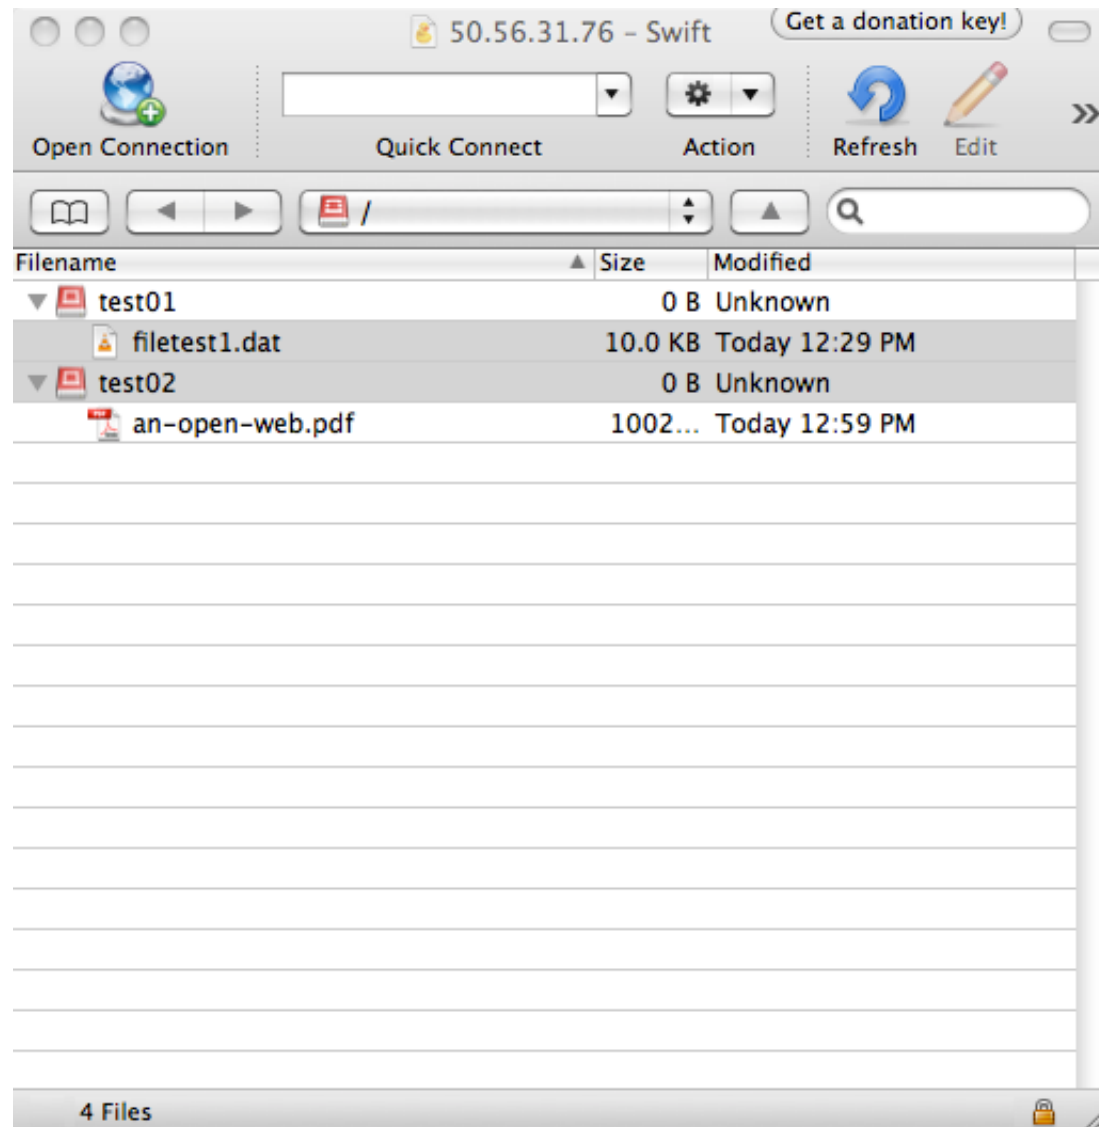 50.56.31.76 – Swift Get a donation key!
Open Connection Quick Connect Action Refresh Edit
/
Filename Size Modified
test01 0 B Unknown
filetest1.dat 10.0 KB Today 12:29 PM
test02 0 B Unknown
an-open-web.pdf 1002... Today 12:59 PM
4 Files